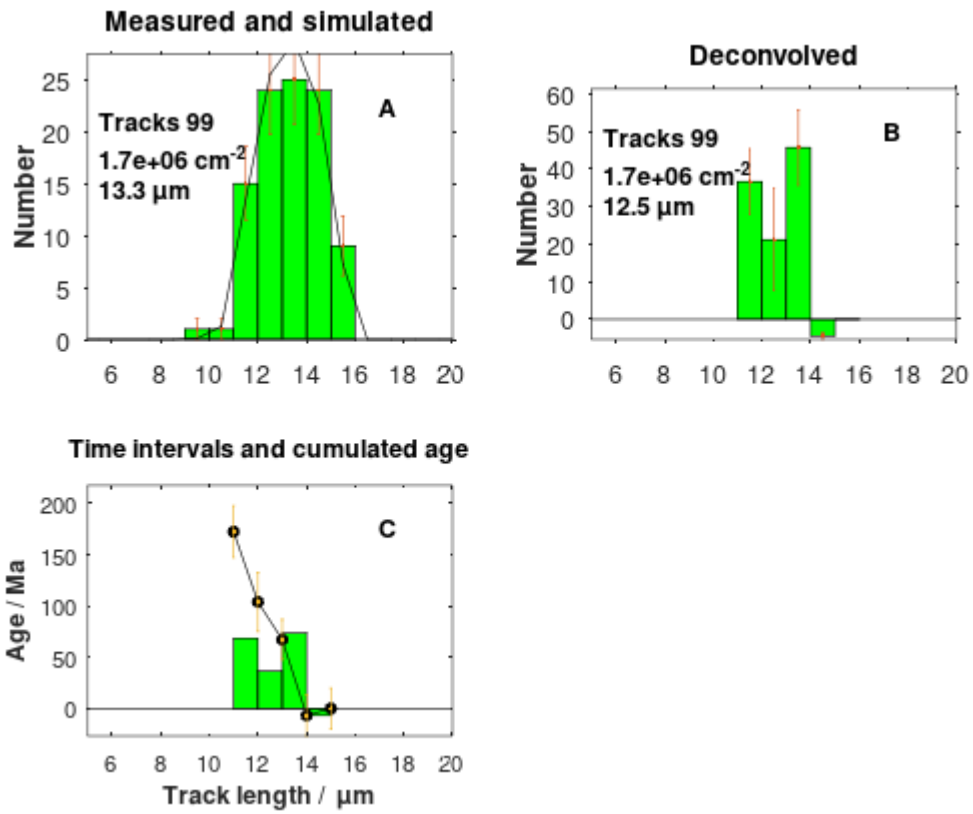 Measured and simulated
A
Tracks 99
1.7e+06 cm-2
13.3 µm
Number
25
20
15
10
5
0
6 8 10 12 14 16 18 20
Deconvolved
B
Tracks 99
1.7e+06 cm-2
12.5 µm
Number
60
50
40
30
20
10
0
6 8 10 12 14 16 18 20
Time intervals and cumulated age
C
Age / Ma
200
150
100
50
0
6 8 10 12 14 16 18 20
Track length / µm